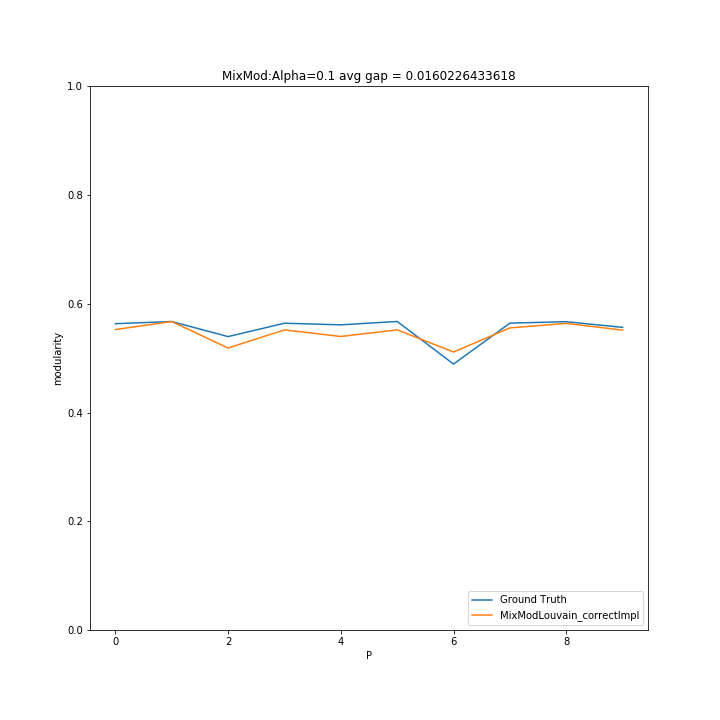 MixMod:Alpha=0.1 avg gap = 0.0160226433618
1.0
0.8
0.6
0.4
0.2
0.0
modularity
0 2 4 6 8
P
Ground Truth
MixModLouvain_correctImpl